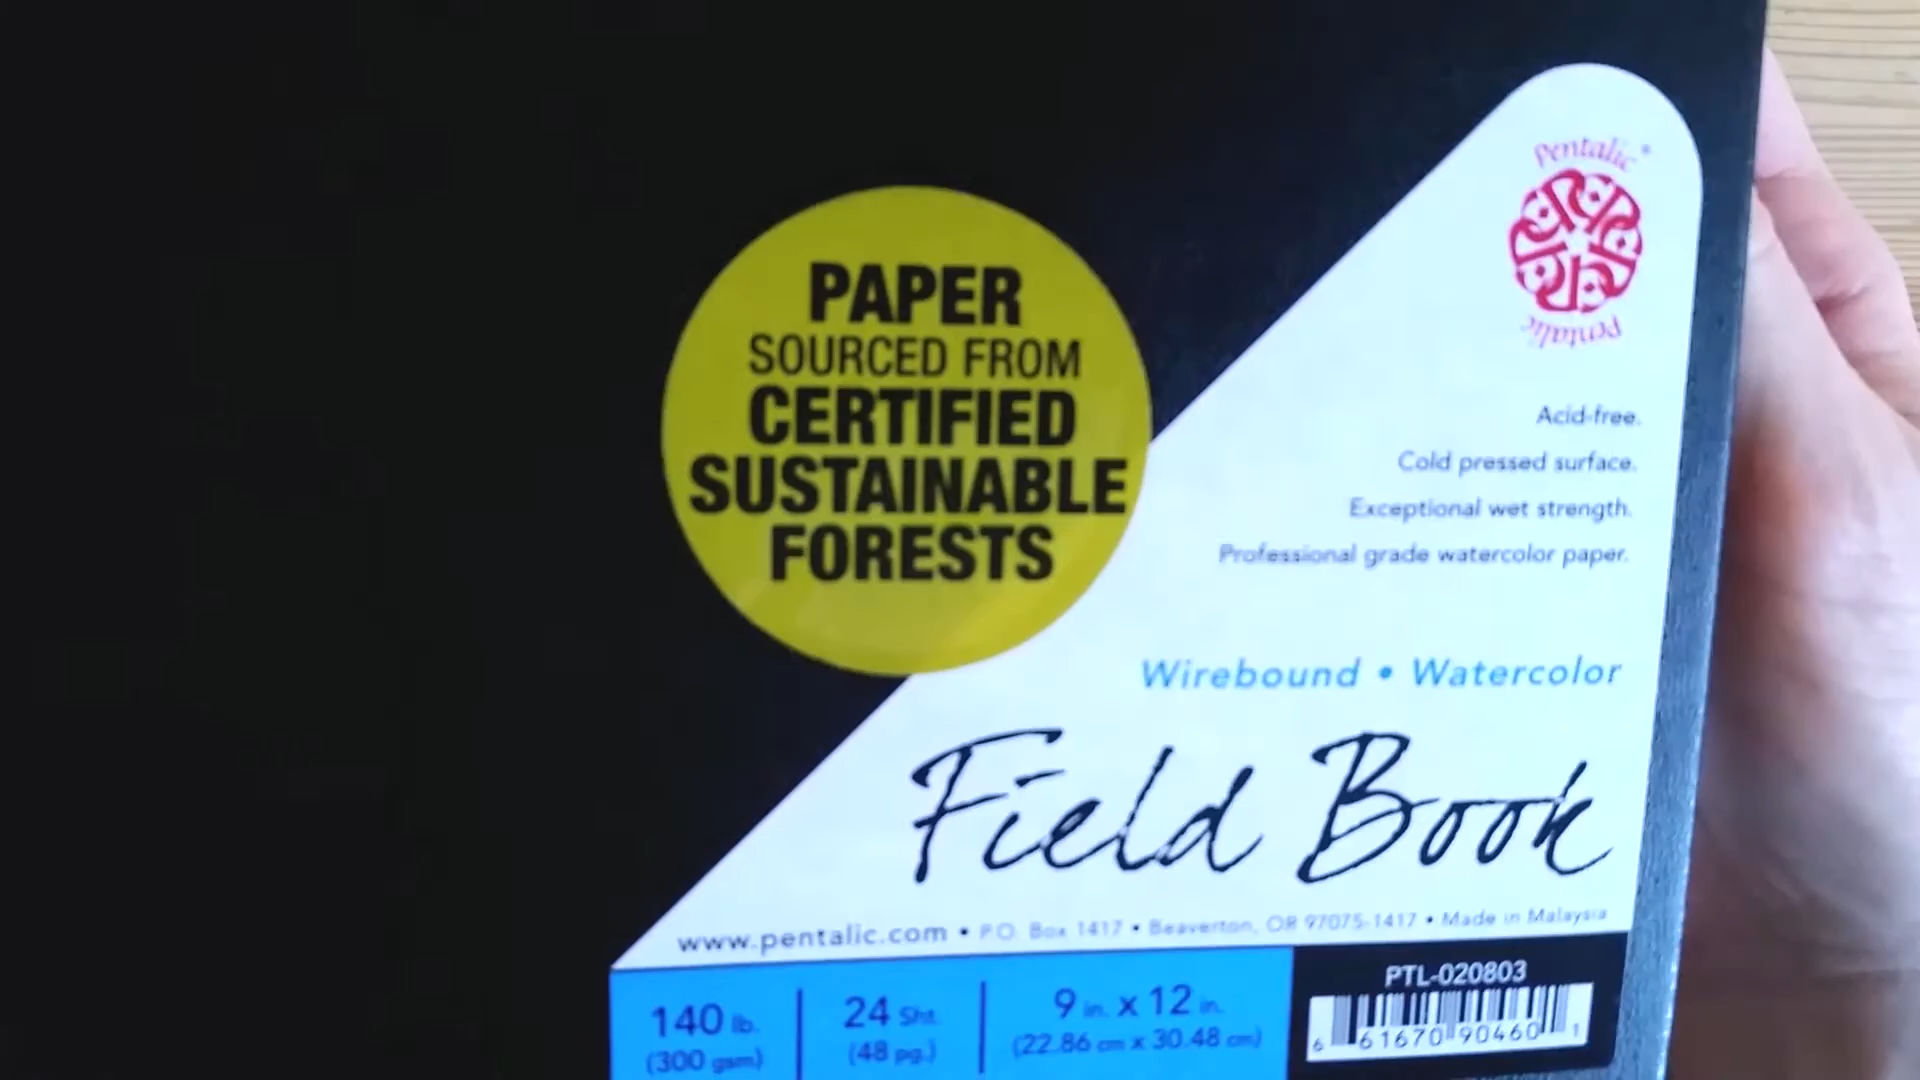 PAPER
SOURCED FROM
CERTIFIED
SUSTAINABLE
FORESTS
Pentalic®
Pentalic
Acid-free.
Cold pressed surface.
Exceptional wet strength.
Professional grade watercolor paper.
Wirebound • Watercolor
Field Book
www.pentalic.com • P.O. Box 1417 • Beaverton, OR 97075-1417 • Made in Malaysia
140 lb.
(300 gsm)
24 Sht.
(48 pg.)
9 in. x 12 in.
(22.86 cm x 30.48 cm)
PTL-020803
6 61670 90460 1